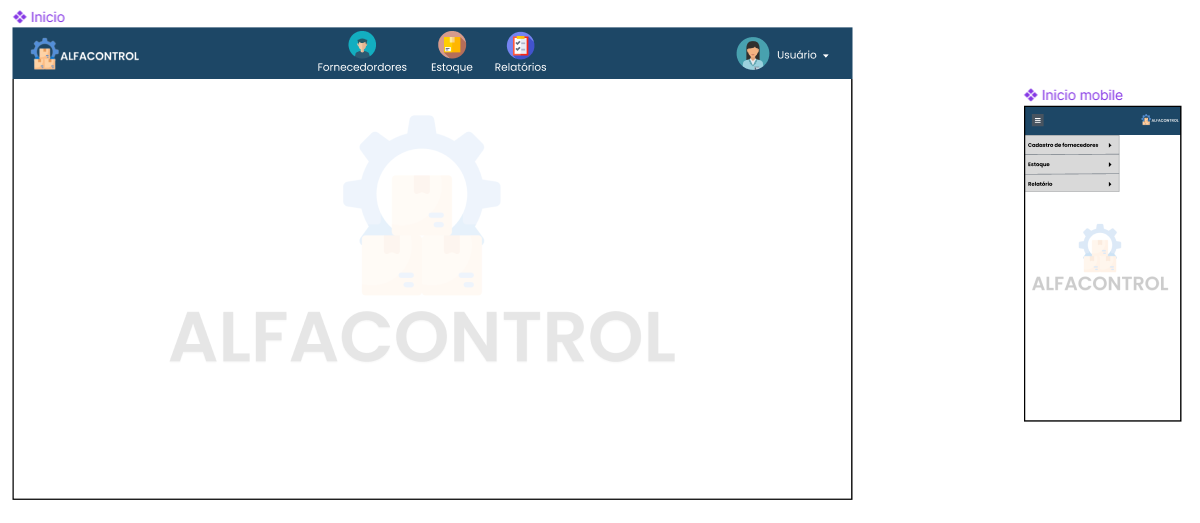 Inicio
ALFACONTROL
Fornecedordores
Estoque
Relatórios
Usuário
ALFACONTROL
Inicio mobile
ALFACONTROL
Cadastro de fornecedores
Estoque
Relatório
ALFACONTROL